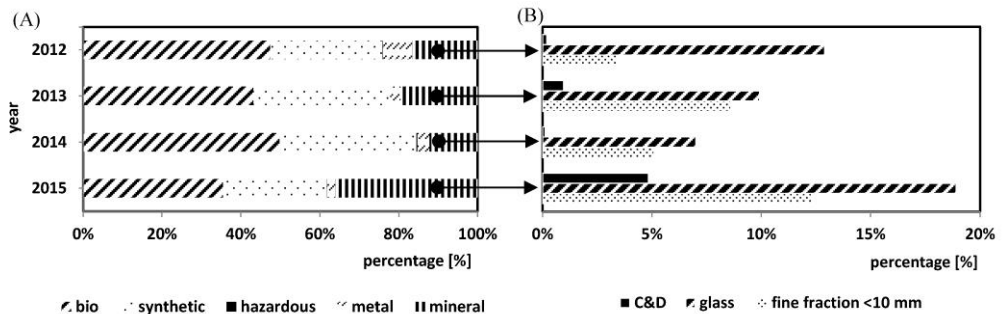 (A)
2012
2013
2014
2015
year
0% 20% 40% 60% 80% 100%
percentage [%]
bio synthetic hazardous metal mineral
(B)
0% 5% 10% 15% 20%
percentage [%]
C&D glass fine fraction <10 mm